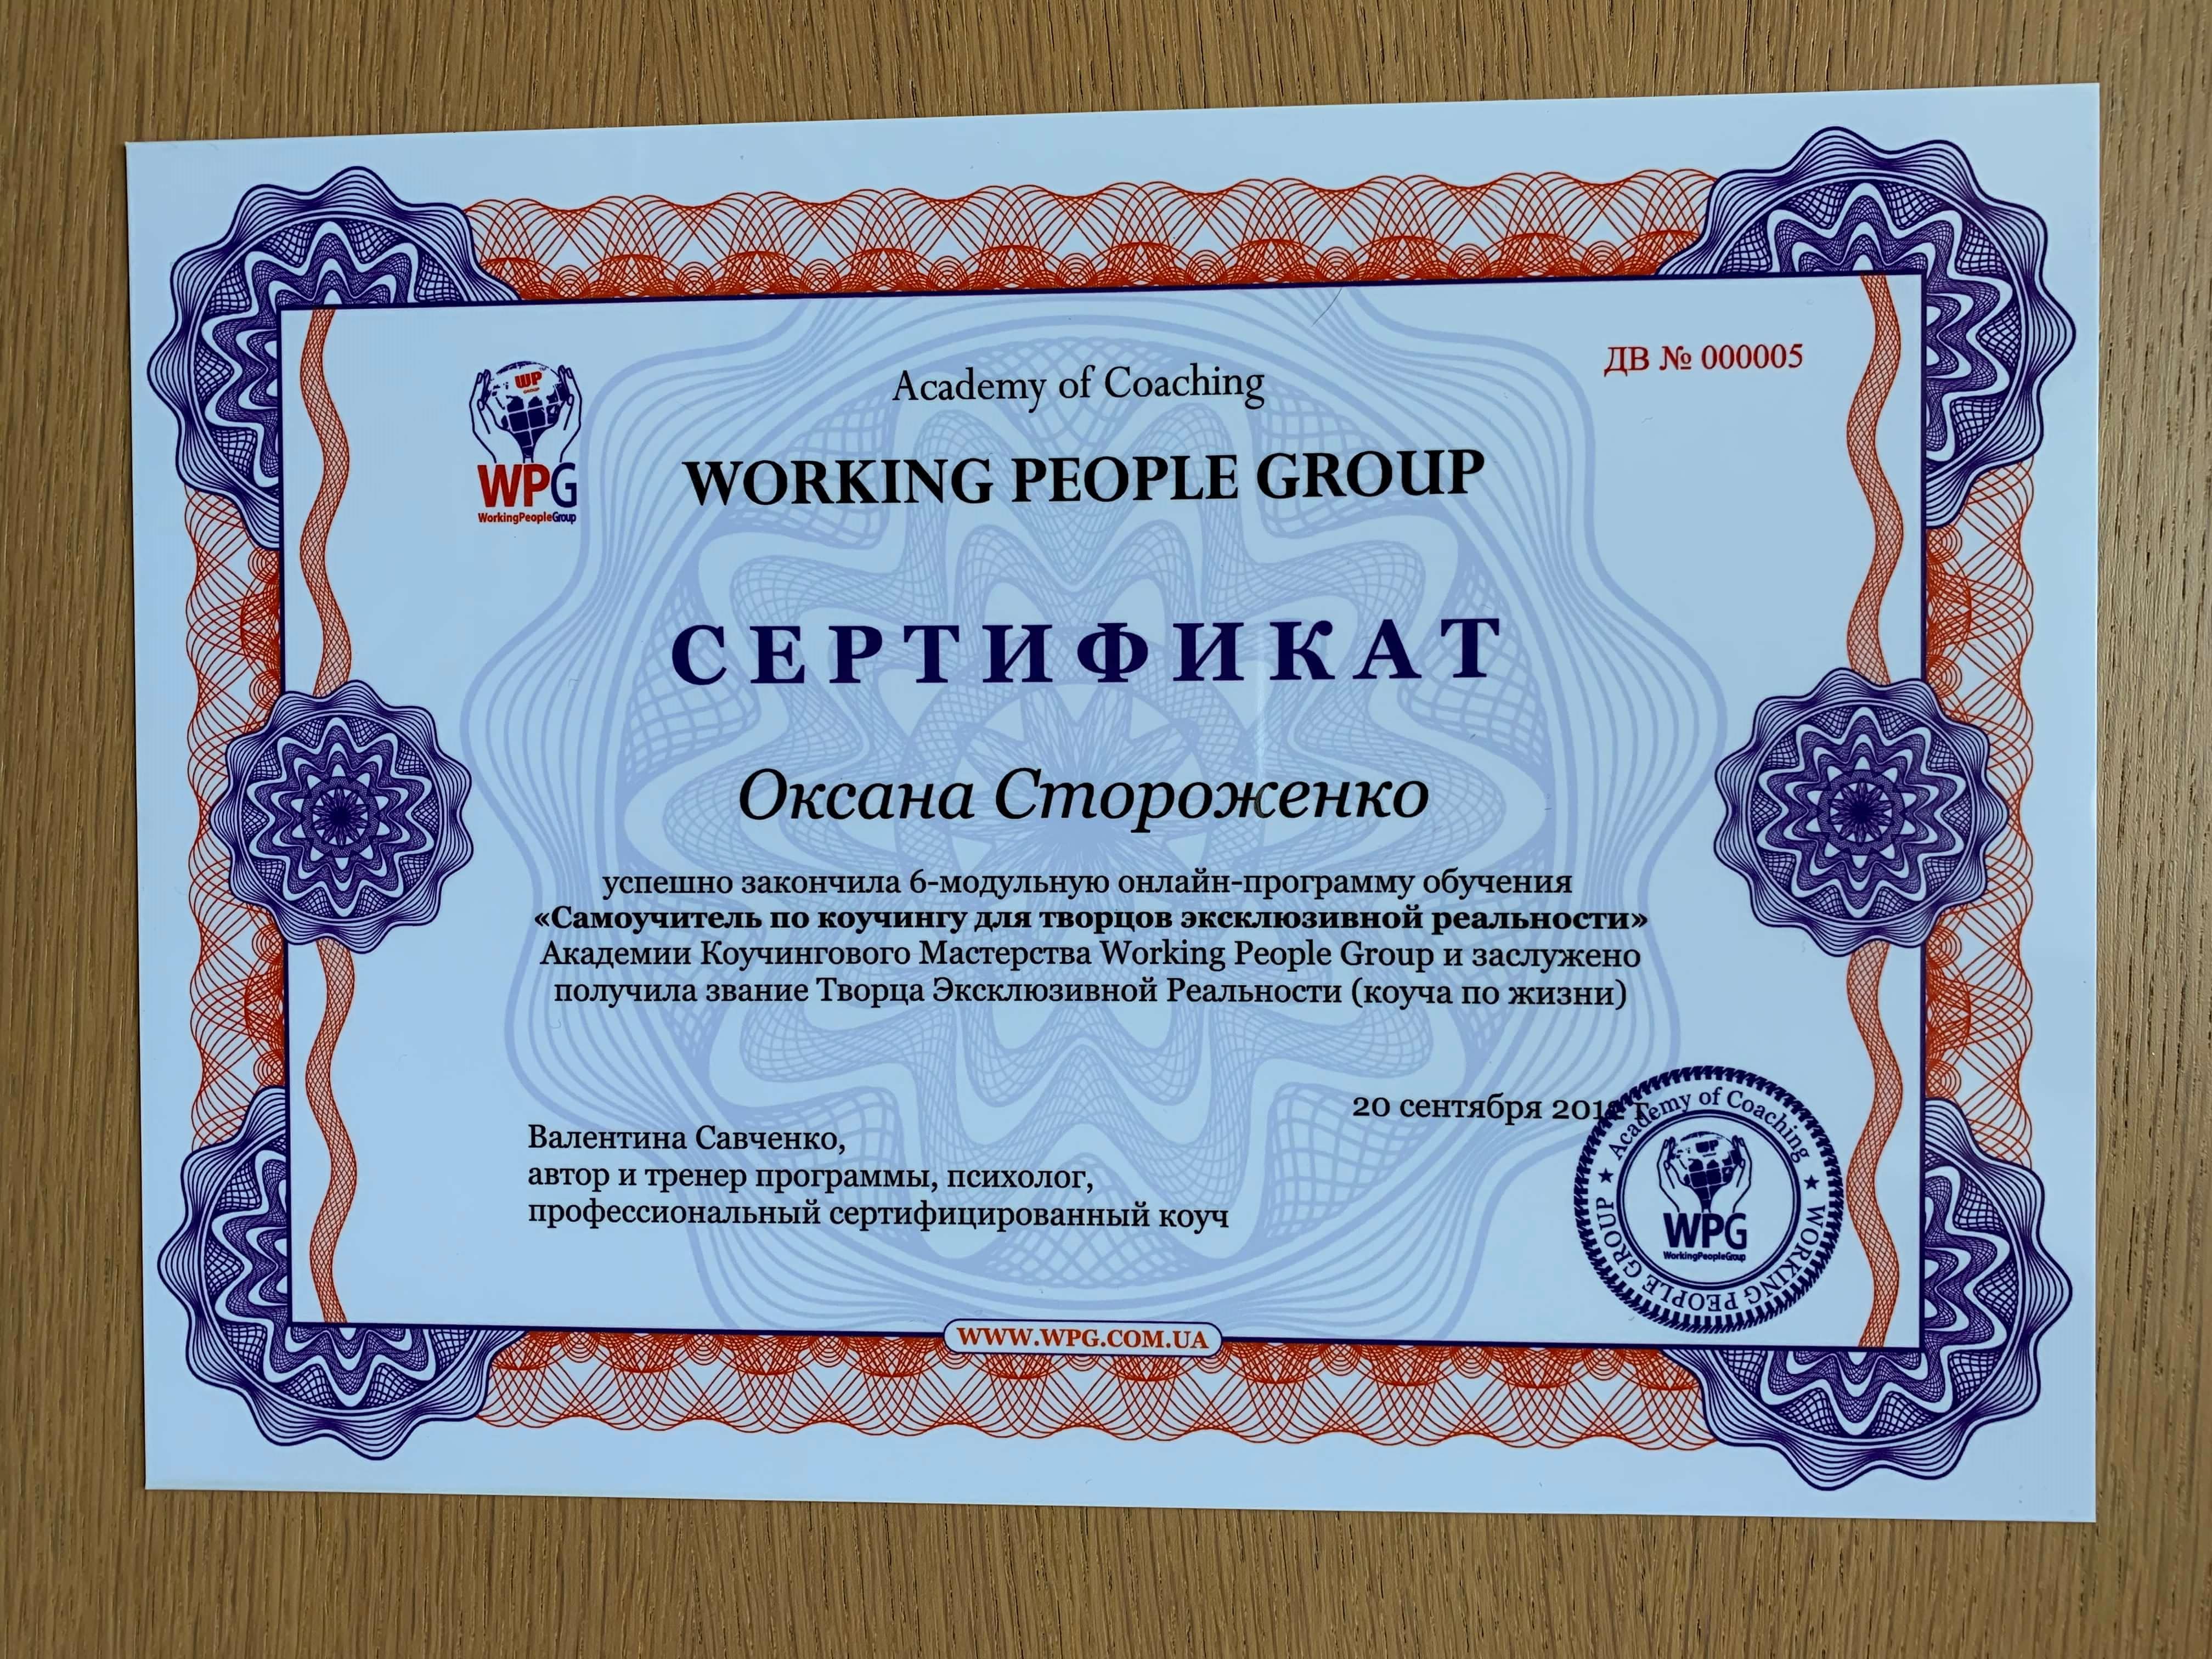 WP
GROUP
WPG
WorkingPeopleGroup
ДВ № 000005
Academy of Coaching
WORKING PEOPLE GROUP
СЕРТИФИКАТ
Оксана Стороженко
успешно закончила 6-модульную онлайн-программу обучения
«Самоучитель по коучингу для творцов эксклюзивной реальности»
Академии Коучингового Мастерства Working People Group и заслужено
получила звание Творца Эксклюзивной Реальности (коуча по жизни)
20 сентября
Валентина Савченко,
автор и тренер программы, психолог,
профессиональный сертифицированный коуч
Academy of Coaching
WORKING PEOPLE GROUP
WP
WPG
WorkingPeopleGroup
WWW.WPG.COM.UA